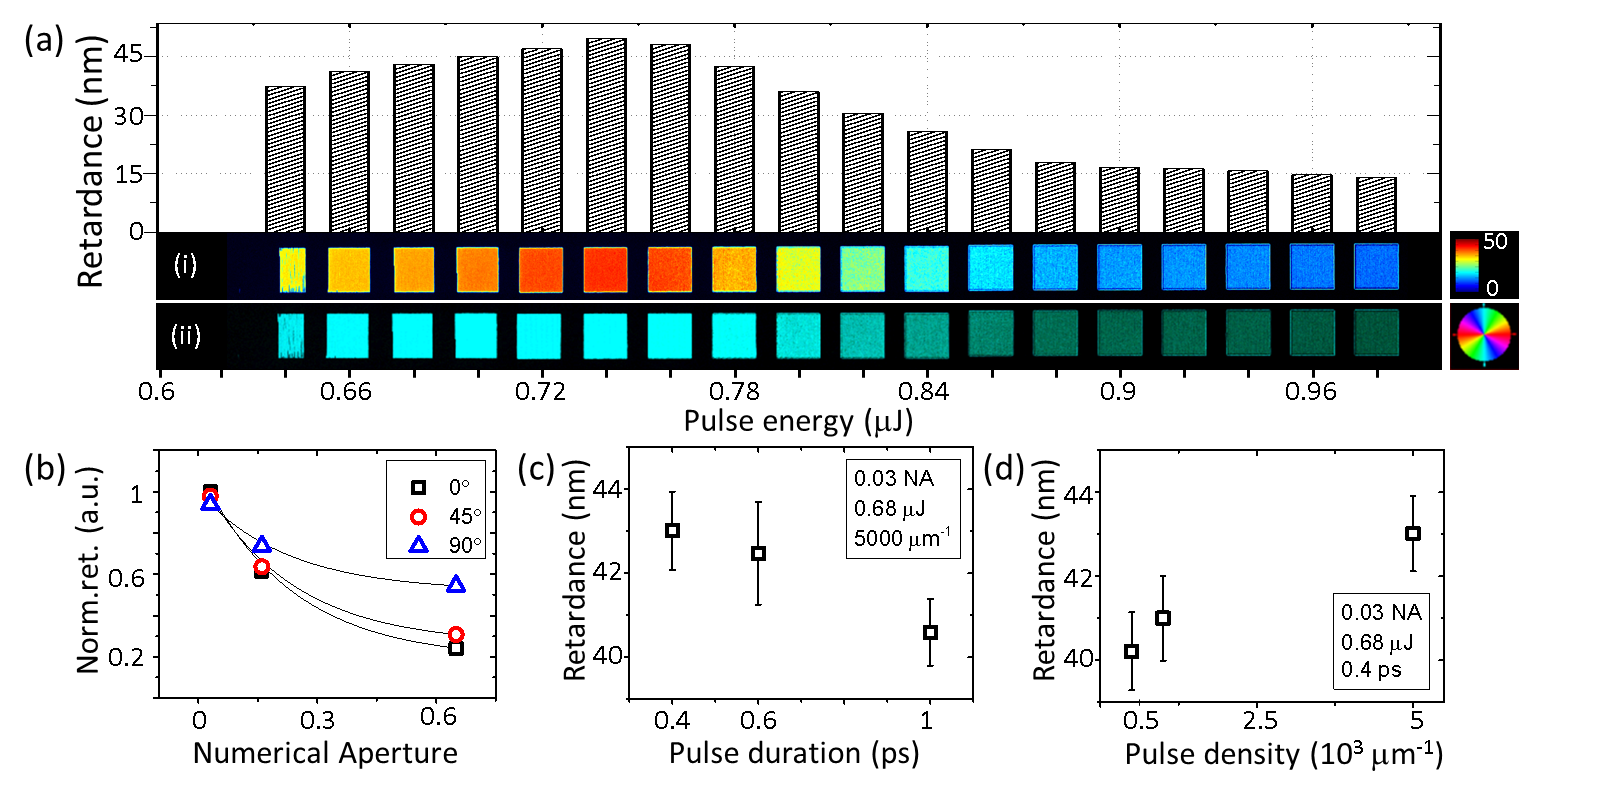 (a)
Retardance (nm)
45
30
15
0
(i)
50
0
(ii)
0.6 0.66 0.72 0.78 0.84 0.9 0.96
Pulse energy (μJ)
(b)
Norm.ret. (a.u.)
1
0.6
0.2
0°
45°
90°
0 0.3 0.6
Numerical Aperture
(c)
Retardance (nm)
44
42
40
0.03 NA
0.68 μJ
5000 μm⁻¹
0.4 0.6 1
Pulse duration (ps)
(d)
Retardance (nm)
44
42
40
0.03 NA
0.68 μJ
0.4 ps
0.5 2.5 5
Pulse density (10³ μm⁻¹)